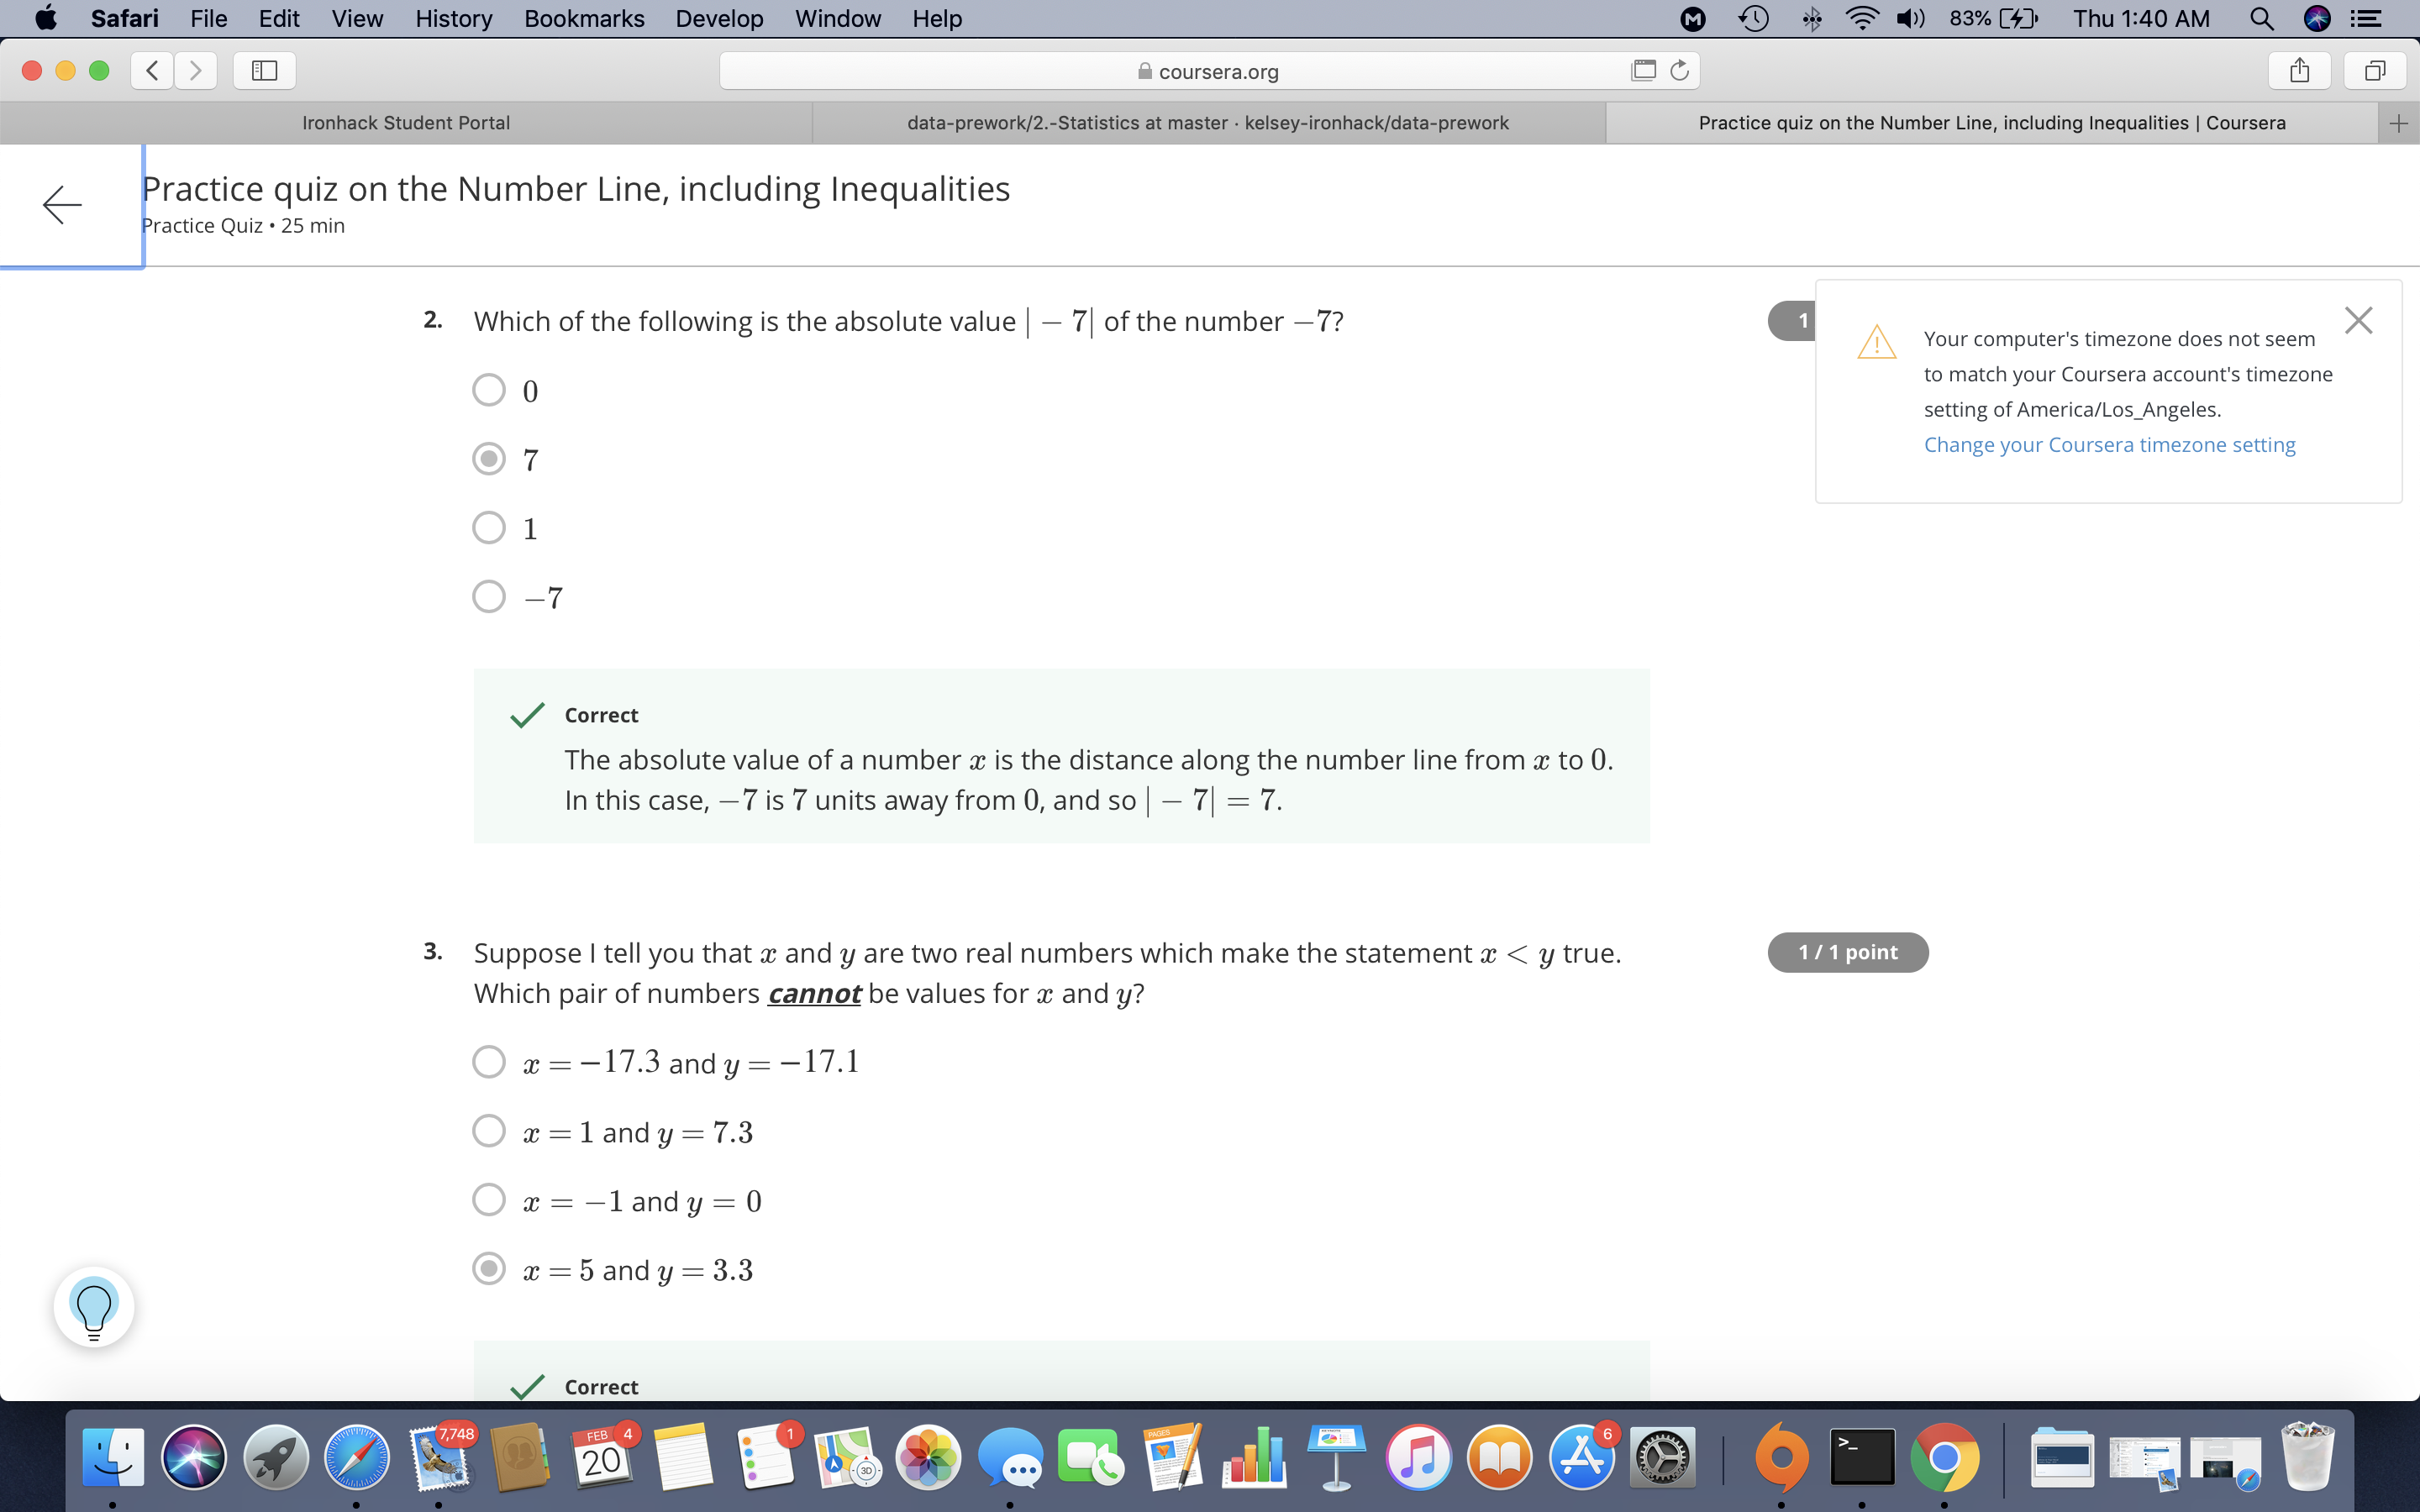 Safari File Edit View History Bookmarks Develop Window Help 83% Thu 1:40 AM
coursera.org
Ironhack Student Portal
data-prework/2.-Statistics at master · kelsey-ironhack/data-prework
Practice quiz on the Number Line, including Inequalities | Coursera
Practice quiz on the Number Line, including Inequalities
Practice Quiz • 25 min
2. Which of the following is the absolute value | − 7| of the number −7?
1
0
7
1
−7
Your computer's timezone does not seem
to match your Coursera account's timezone
setting of America/Los_Angeles.
Change your Coursera timezone setting
Correct
The absolute value of a number x is the distance along the number line from x to 0.
In this case, −7 is 7 units away from 0, and so | − 7| = 7.
3. Suppose I tell you that x and y are two real numbers which make the statement x < y true.
Which pair of numbers cannot be values for x and y?
1 / 1 point
x = −17.3 and y = −17.1
x = 1 and y = 7.3
x = −1 and y = 0
x = 5 and y = 3.3
Correct
7,748
FEB
20
4
1
3D
PAGES
6
>_